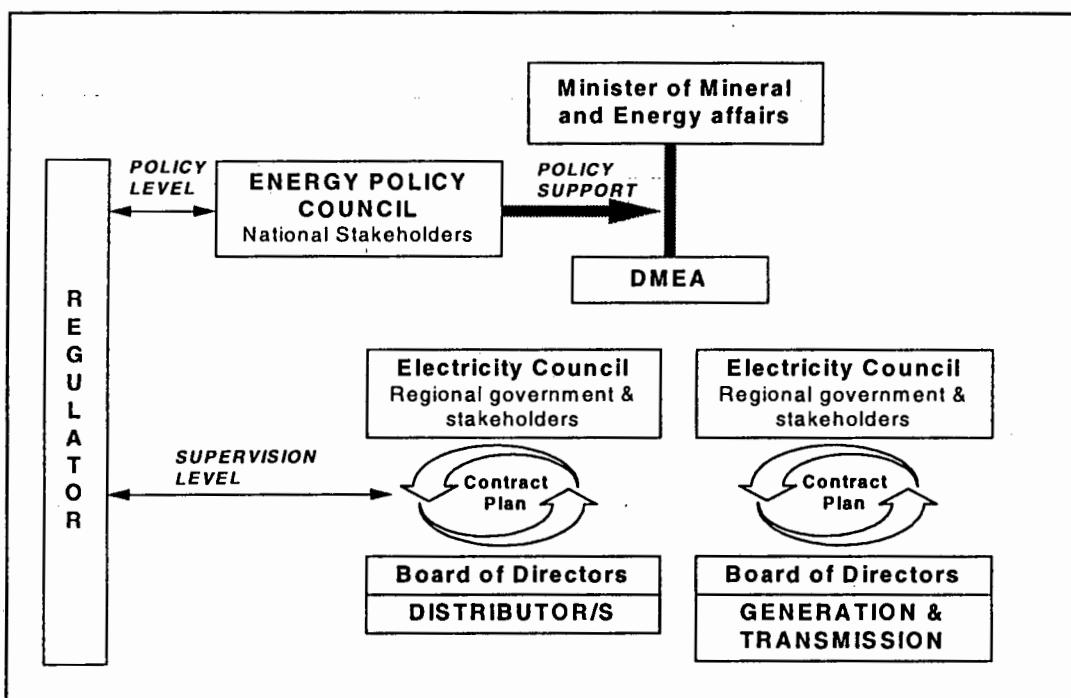 Minister of Mineral
and Energy affairs
POLICY
LEVEL
ENERGY POLICY
COUNCIL
National Stakeholders
POLICY
SUPPORT
DMEA
REGULATOR
Electricity Council
Regional government &
stakeholders
Electricity Council
Regional government &
stakeholders
SUPERVISION
LEVEL
Contract
Plan
Contract
Plan
Board of Directors
DISTRIBUTOR/S
Board of Directors
GENERATION &
TRANSMISSION